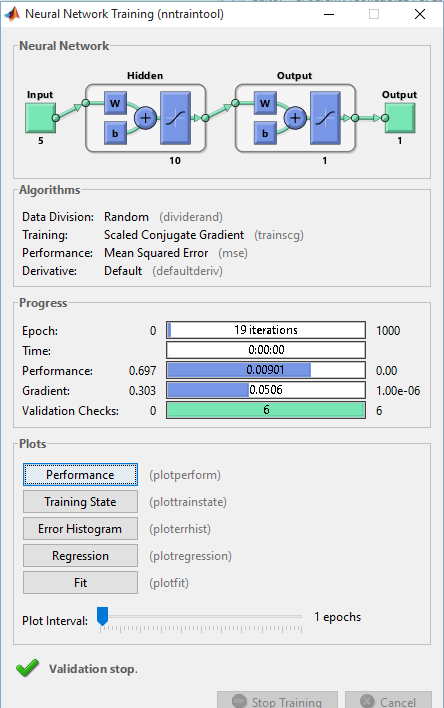 Neural Network Training (nntraintool)
Neural Network
Hidden
Output
Input
W
b
+
W
b
+
Output
5
10
1
1
Algorithms
Data Division: Random (dividerand)
Training: Scaled Conjugate Gradient (trainscg)
Performance: Mean Squared Error (mse)
Derivative: Default (defaultderiv)
Progress
Epoch: 0 19 iterations 1000
Time: 0:00:00
Performance: 0.697 0.00901 0.00
Gradient: 0.303 0.0506 1.00e-06
Validation Checks: 0 6 6
Plots
Performance (plotperform)
Training State (plottrainstate)
Error Histogram (ploterrhist)
Regression (plotregression)
Fit (plotfit)
Plot Interval: 1 epochs
Validation stop.
Stop Training Cancel